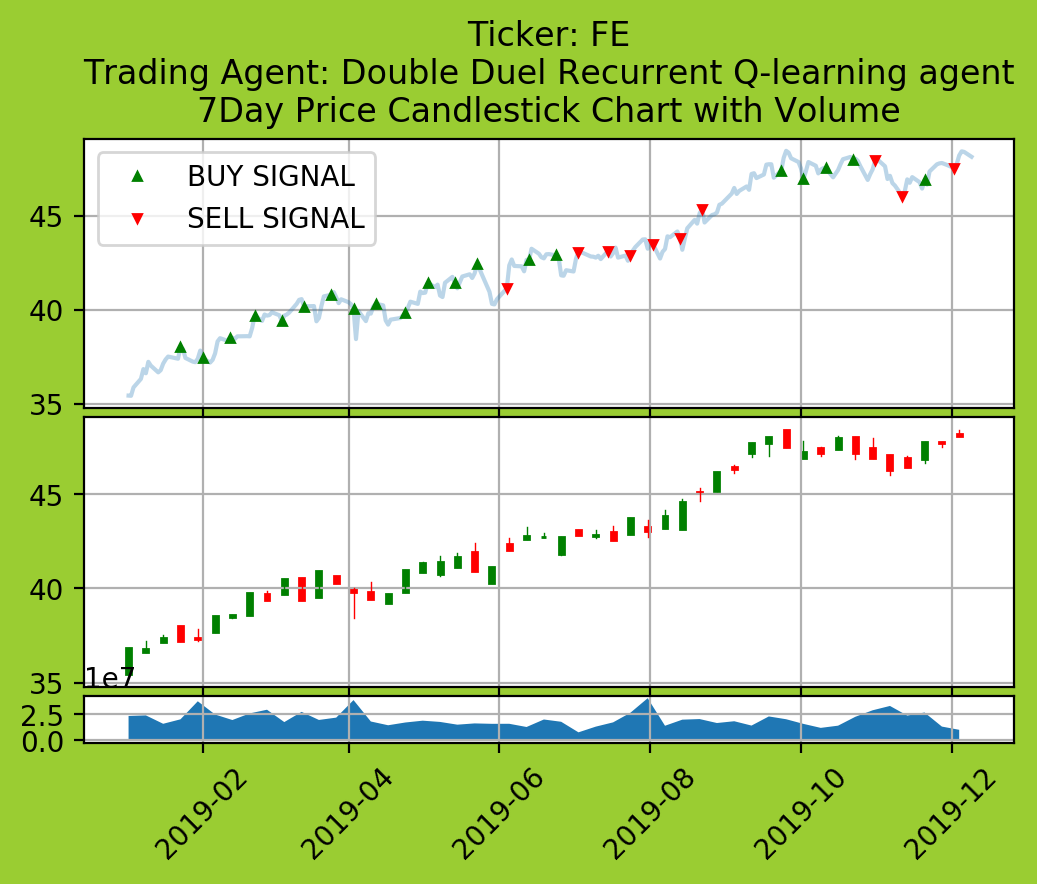 Ticker: FE
Trading Agent: Double Duel Recurrent Q-learning agent
7Day Price Candlestick Chart with Volume
BUY SIGNAL
SELL SIGNAL
45
40
35
45
40
35
1e7
2.5
0.0
2019-02
2019-04
2019-06
2019-08
2019-10
2019-12